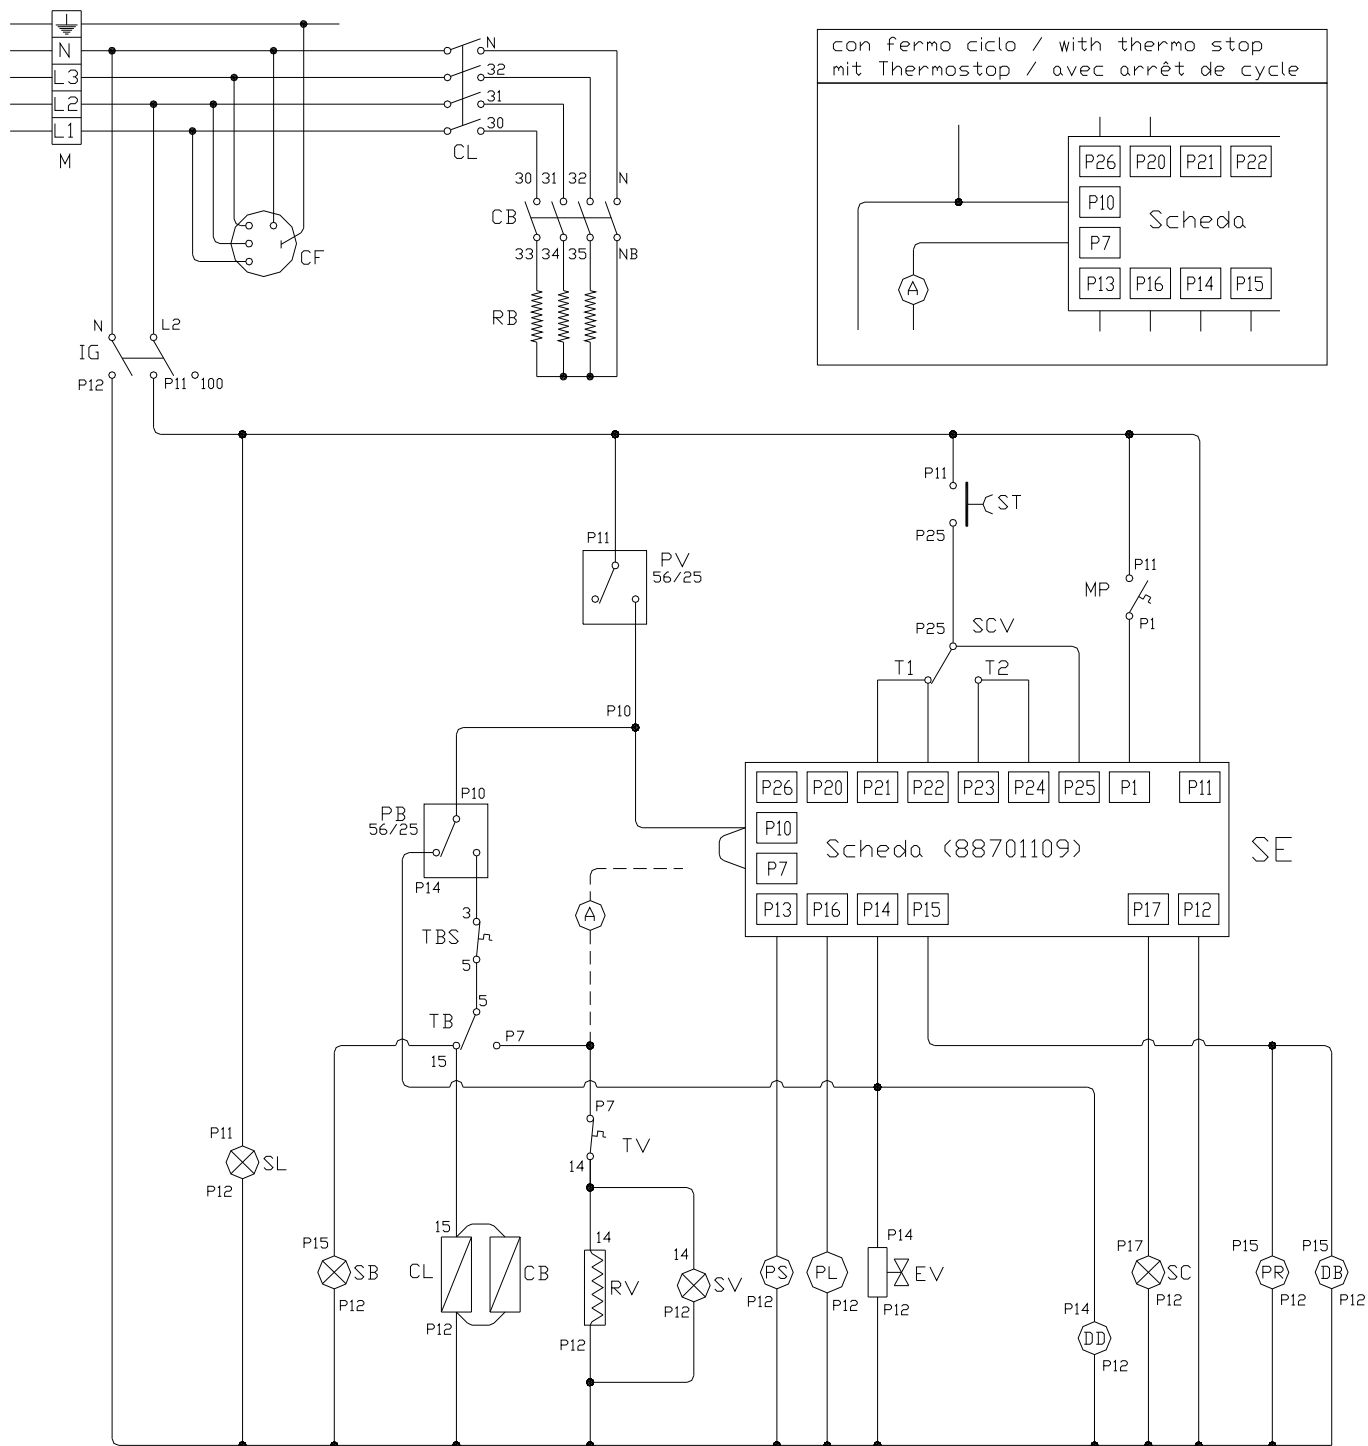 N
L3
L2
L1
M
N
32
31
30
CL
CF
30 31 32 N
CB
33 34 35 NB
RB
con fermo ciclo / with thermo stop
mit Thermostop / avec arrêt de cycle
P26 P20 P21 P22
P10
Scheda
P7
P13 P16 P14 P15
A
N L2
IG
P12 P11 100
P11
PV
56/25
P10
P11
ST
P25
P11
MP
P1
P25 SCV
T1 T2
P10
PB
56/25
P14
3
TBS
5
5
TB
15
P7
A
P26 P20 P21 P22 P23 P24 P25 P1 P11
P10
Scheda (88701109)
SE
P7
P13 P16 P14 P15 P17 P12
P7
TV
14
P11
SL
P12
P15
SB
P12
15
CL CB
P12
14
RV
P12
14
SV
P12
PS
P12
PL
P12
P14
EV
P12
P14
DD
P12
P17
SC
P12
P15
PR
P12
P15
DB
P12